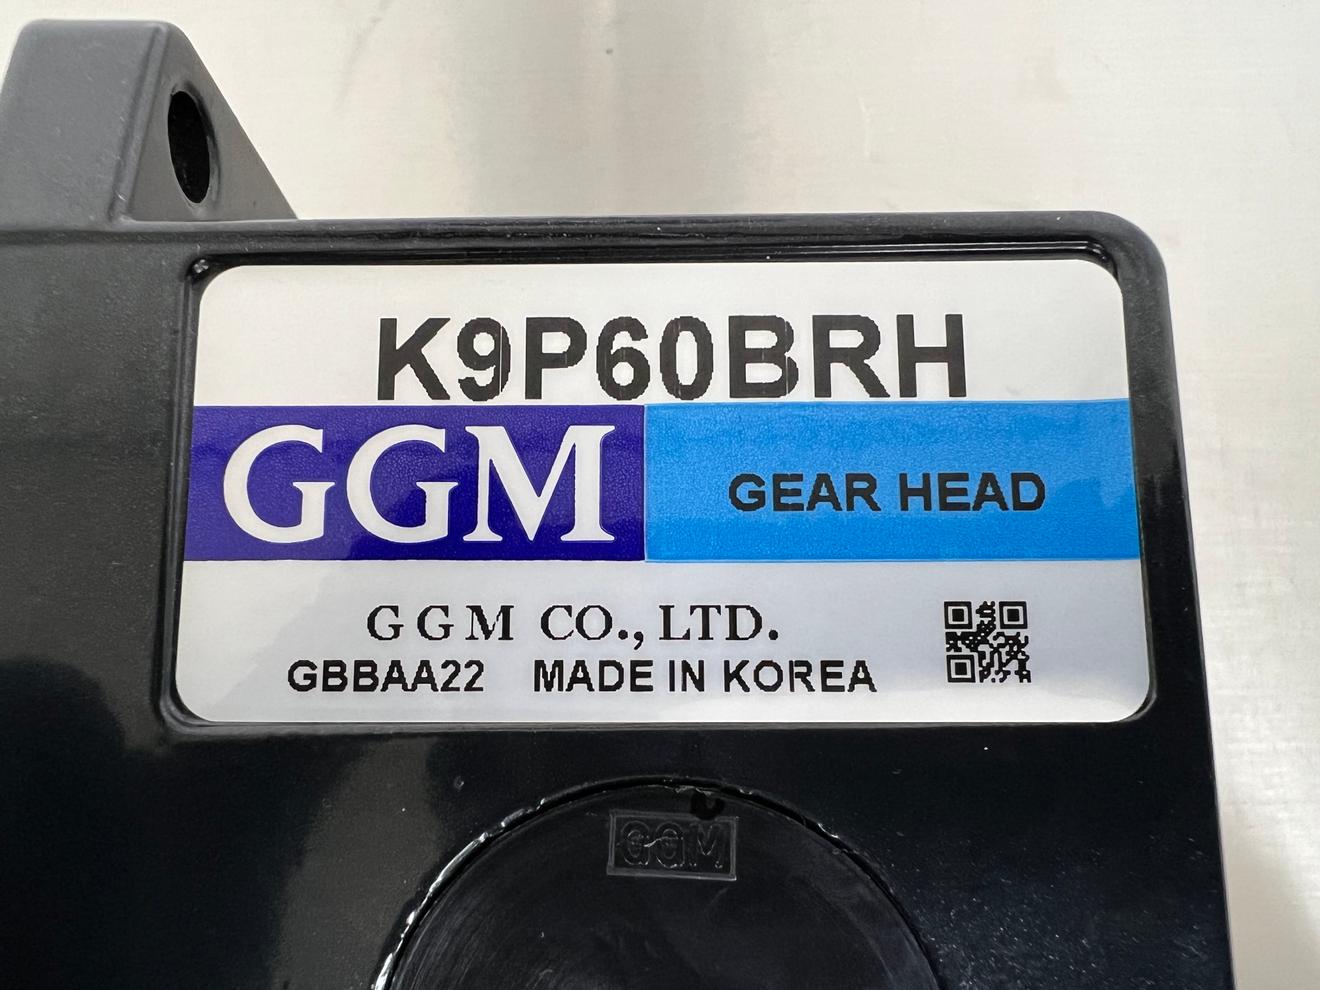 K9P60BRH
GGM GEAR HEAD
GGM CO., LTD.
GBBAA22 MADE IN KOREA
GGM